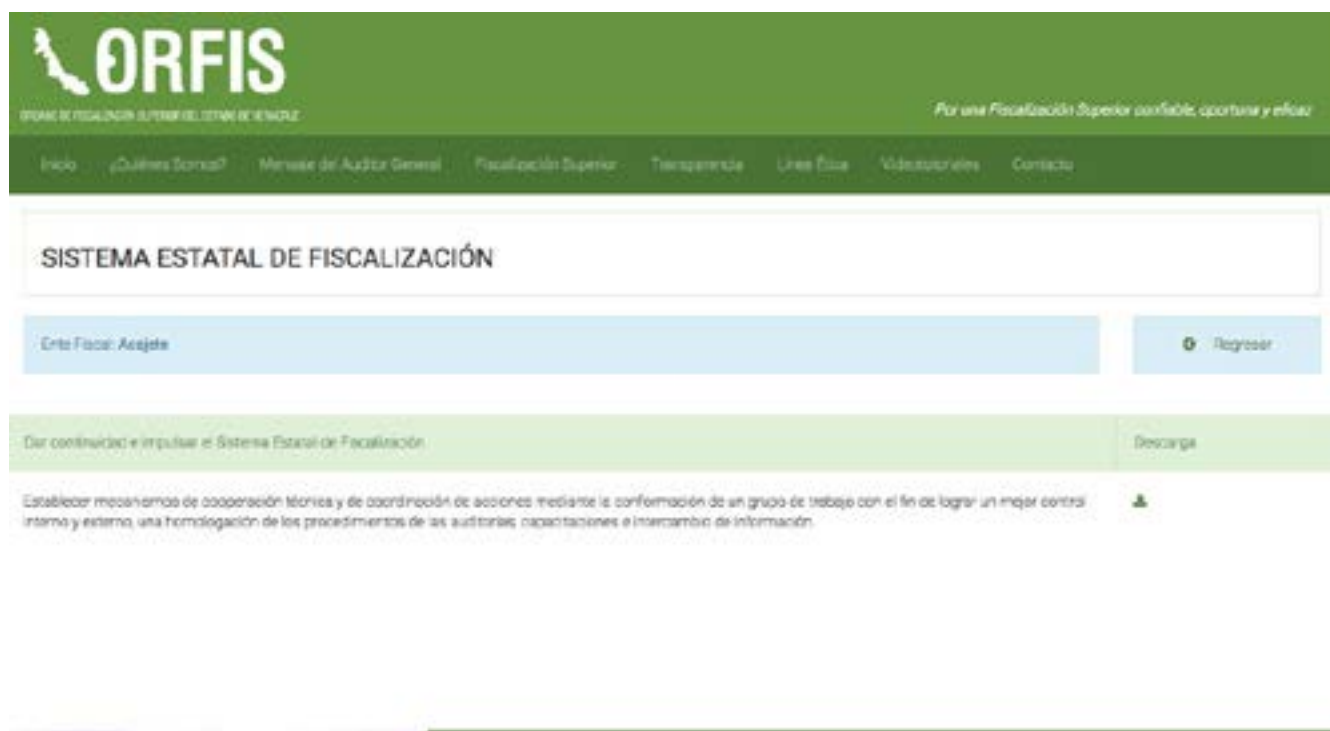 ORFIS
ÓRGANO DE FISCALIZACIÓN SUPERIOR DEL ESTADO DE VERACRUZ
Por una Fiscalización Superior confiable, oportuna y eficaz
Inicio ¿Quiénes Somos? Mensaje del Auditor General Fiscalización Superior Transparencia Línea Ética Videotutoriales Contacto
SISTEMA ESTATAL DE FISCALIZACIÓN
Ente Fiscal: Acajete
Regresar
Dar continuidad e impulsar el Sistema Estatal de Fiscalización
Descarga
Establecer mecanismos de cooperación técnica y de coordinación de acciones mediante la conformación de un grupo de trabajo con el fin de lograr un mejor control
interno y externo, una homologación de los procedimientos de las auditorías, capacitaciones e intercambio de información.